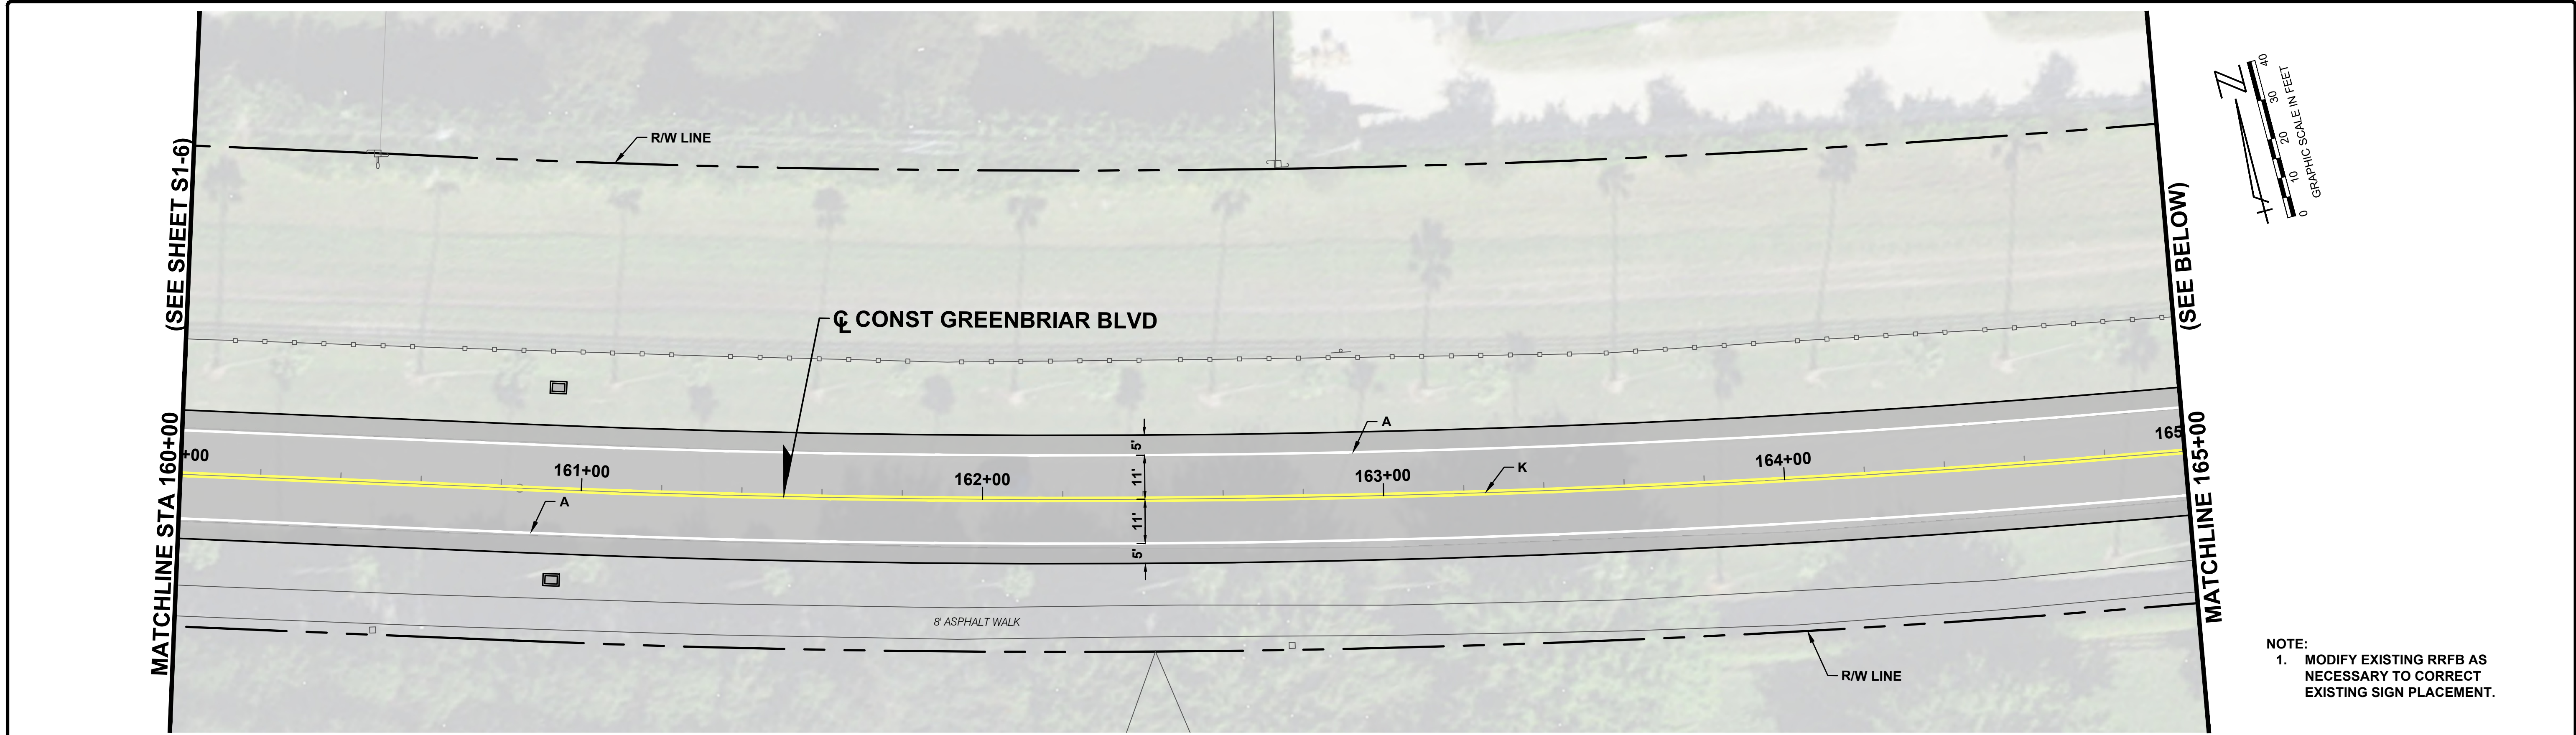 (SEE SHEET S1-6)
MATCHLINE STA 160+00
R/W LINE
℄ CONST GREENBRIAR BLVD
+00
161+00
162+00
163+00
164+00
165
A
A
K
5'
11'
11'
5'
8' ASPHALT WALK
R/W LINE
(SEE BELOW)
MATCHLINE 165+00
N
0 10 20 30 40
GRAPHIC SCALE IN FEET
NOTE:
1. MODIFY EXISTING RRFB AS
NECESSARY TO CORRECT
EXISTING SIGN PLACEMENT.